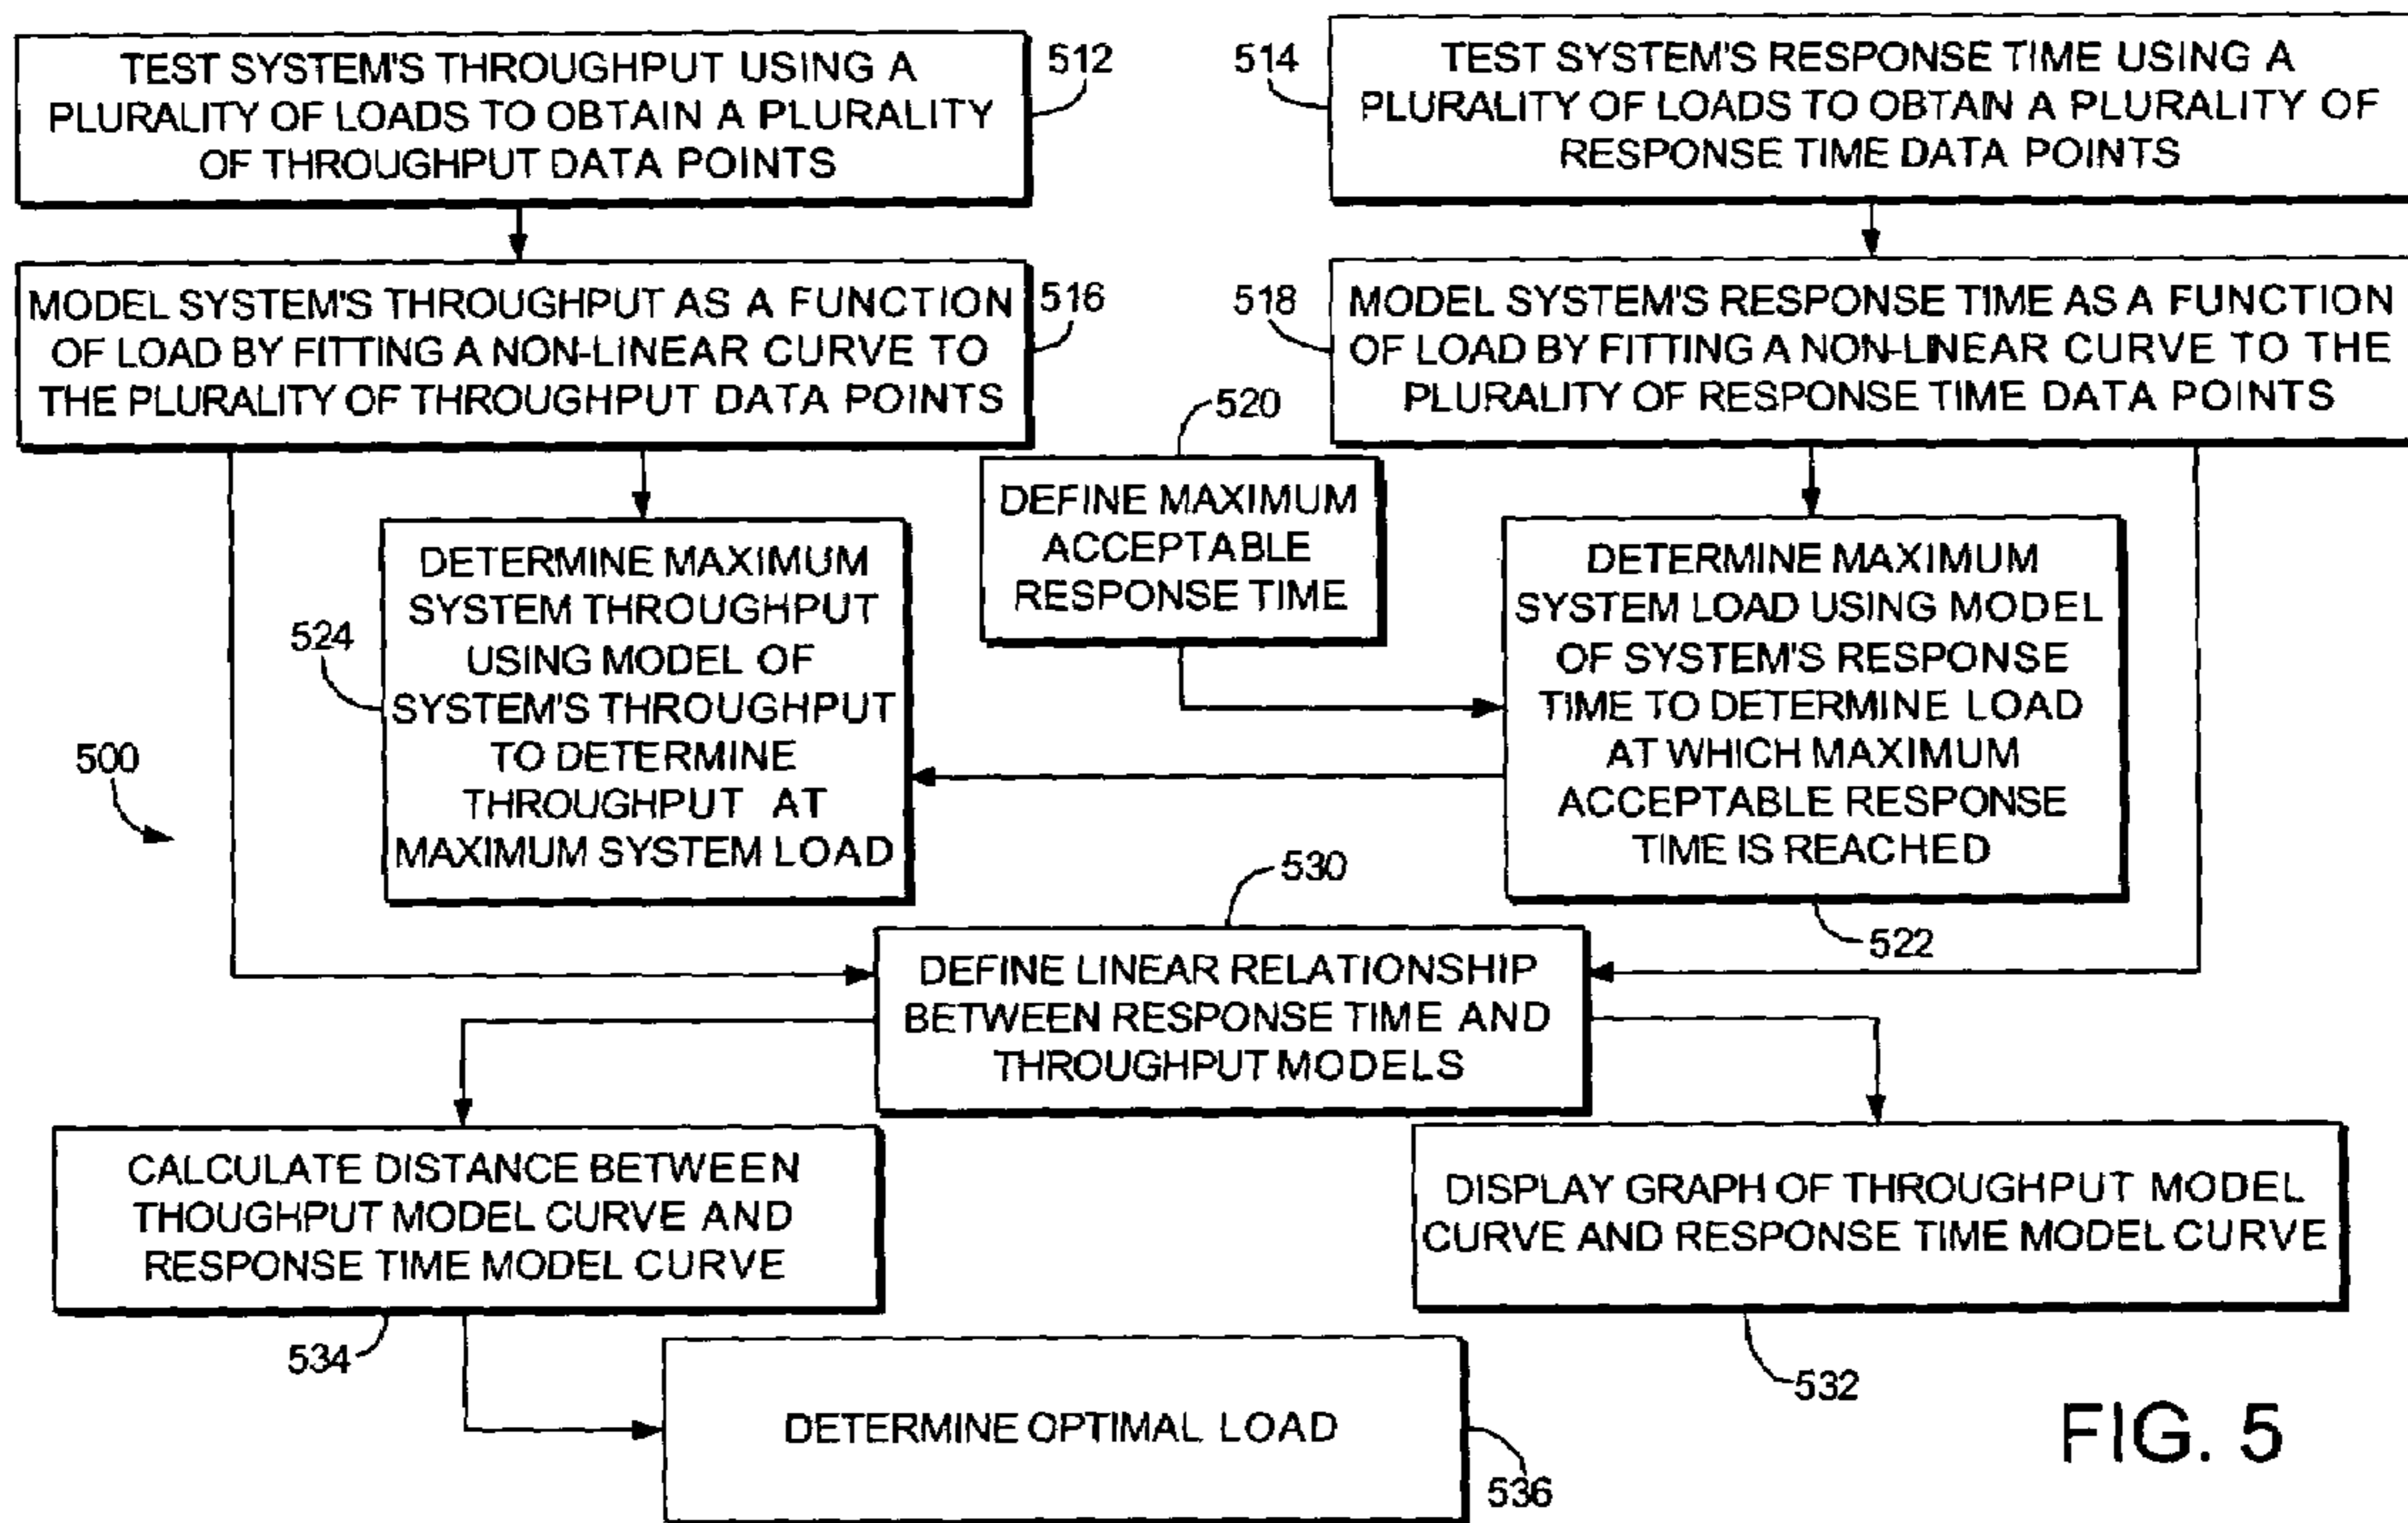 TEST SYSTEM'S THROUGHPUT USING A
PLURALITY OF LOADS TO OBTAIN A PLURALITY
OF THROUGHPUT DATA POINTS
512
514
TEST SYSTEM'S RESPONSE TIME USING A
PLURALITY OF LOADS TO OBTAIN A PLURALITY OF
RESPONSE TIME DATA POINTS
MODEL SYSTEM'S THROUGHPUT AS A FUNCTION
OF LOAD BY FITTING A NON-LINEAR CURVE TO
THE PLURALITY OF THROUGHPUT DATA POINTS
516
518
MODEL SYSTEM'S RESPONSE TIME AS A FUNCTION
OF LOAD BY FITTING A NON-LINEAR CURVE TO THE
PLURALITY OF RESPONSE TIME DATA POINTS
520
DEFINE MAXIMUM
ACCEPTABLE
RESPONSE TIME
524
DETERMINE MAXIMUM
SYSTEM THROUGHPUT
USING MODEL OF
SYSTEM'S THROUGHPUT
TO DETERMINE
THROUGHPUT AT
MAXIMUM SYSTEM LOAD
DETERMINE MAXIMUM
SYSTEM LOAD USING MODEL
OF SYSTEM'S RESPONSE
TIME TO DETERMINE LOAD
AT WHICH MAXIMUM
ACCEPTABLE RESPONSE
TIME IS REACHED
522
500
530
DEFINE LINEAR RELATIONSHIP
BETWEEN RESPONSE TIME AND
THROUGHPUT MODELS
CALCULATE DISTANCE BETWEEN
THOUGHPUT MODEL CURVE AND
RESPONSE TIME MODEL CURVE
534
DISPLAY GRAPH OF THROUGHPUT MODEL
CURVE AND RESPONSE TIME MODEL CURVE
532
DETERMINE OPTIMAL LOAD
536
FIG. 5